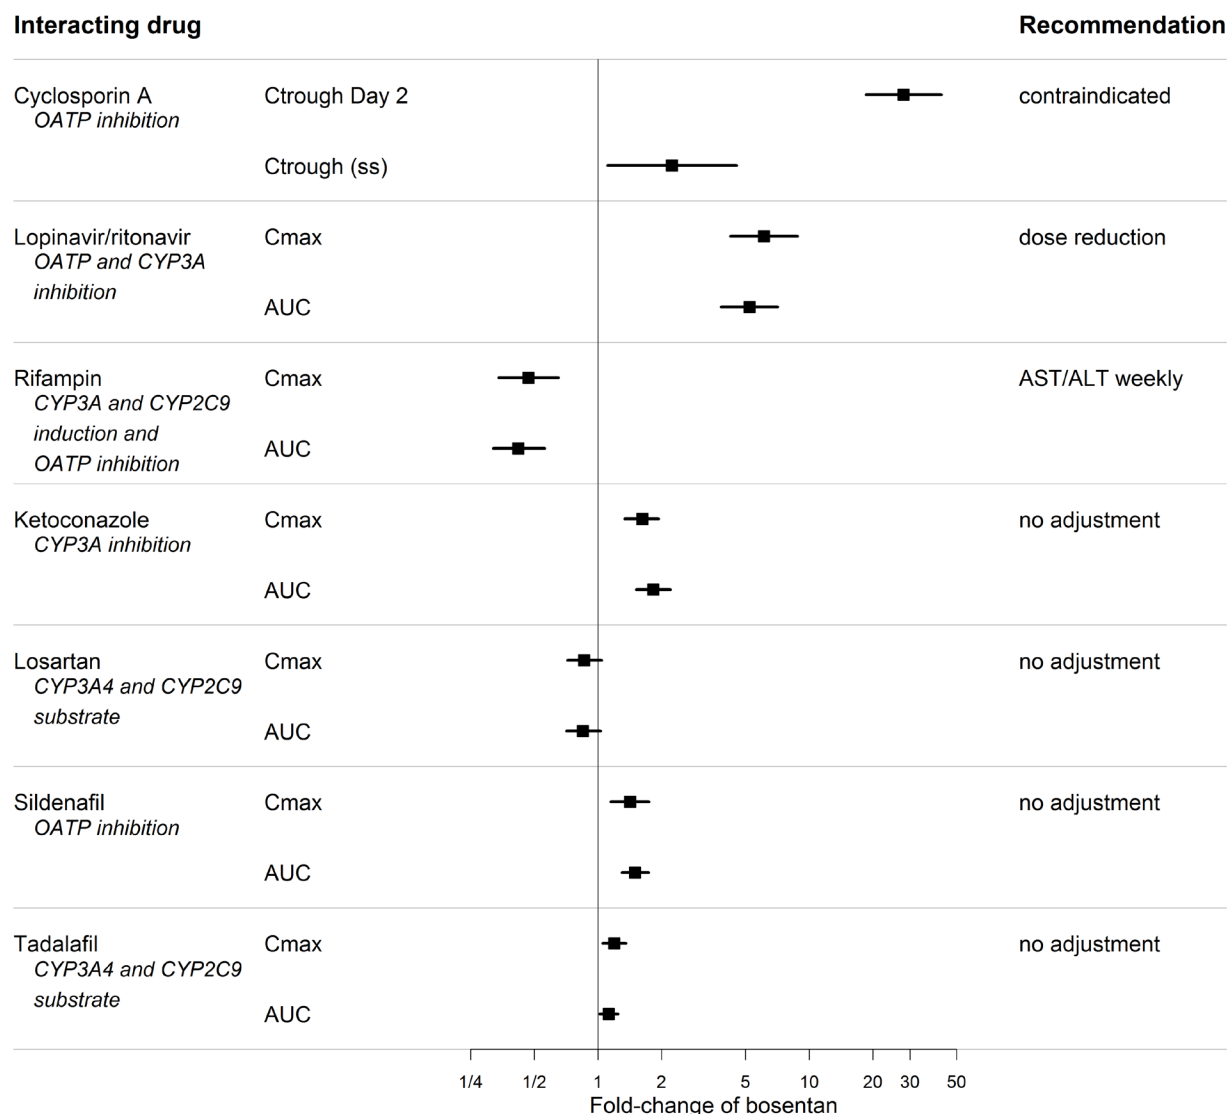 Interacting drug Recommendation
Cyclosporin A Ctrough Day 2 contraindicated
OATP inhibition
Ctrough (ss)
Lopinavir/ritonavir Cmax dose reduction
OATP and CYP3A
inhibition
AUC
Rifampin Cmax AST/ALT weekly
CYP3A and CYP2C9
induction and
AUC
OATP inhibition
Ketoconazole Cmax no adjustment
CYP3A inhibition
AUC
Losartan Cmax no adjustment
CYP3A4 and CYP2C9
substrate
AUC
Sildenafil Cmax no adjustment
OATP inhibition
AUC
Tadalafil Cmax no adjustment
CYP3A4 and CYP2C9
substrate
AUC
1/4 1/2 1 2 5 10 20 30 50
Fold-change of bosentan